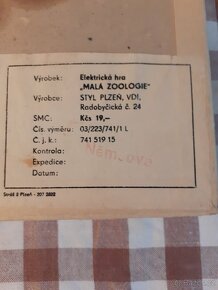 Výrobek: Elektrická hra
„MALÁ ZOOLOGIE"
Výrobce: STYL PLZEŇ, VDI,
Radobyčická č. 24
SMC: Kčs 19,—
Čís. výměru: 03/223/741/1 L
Č. j. k.: 741 519 15
Kontrola: Němcová
Expedice:
Datum: